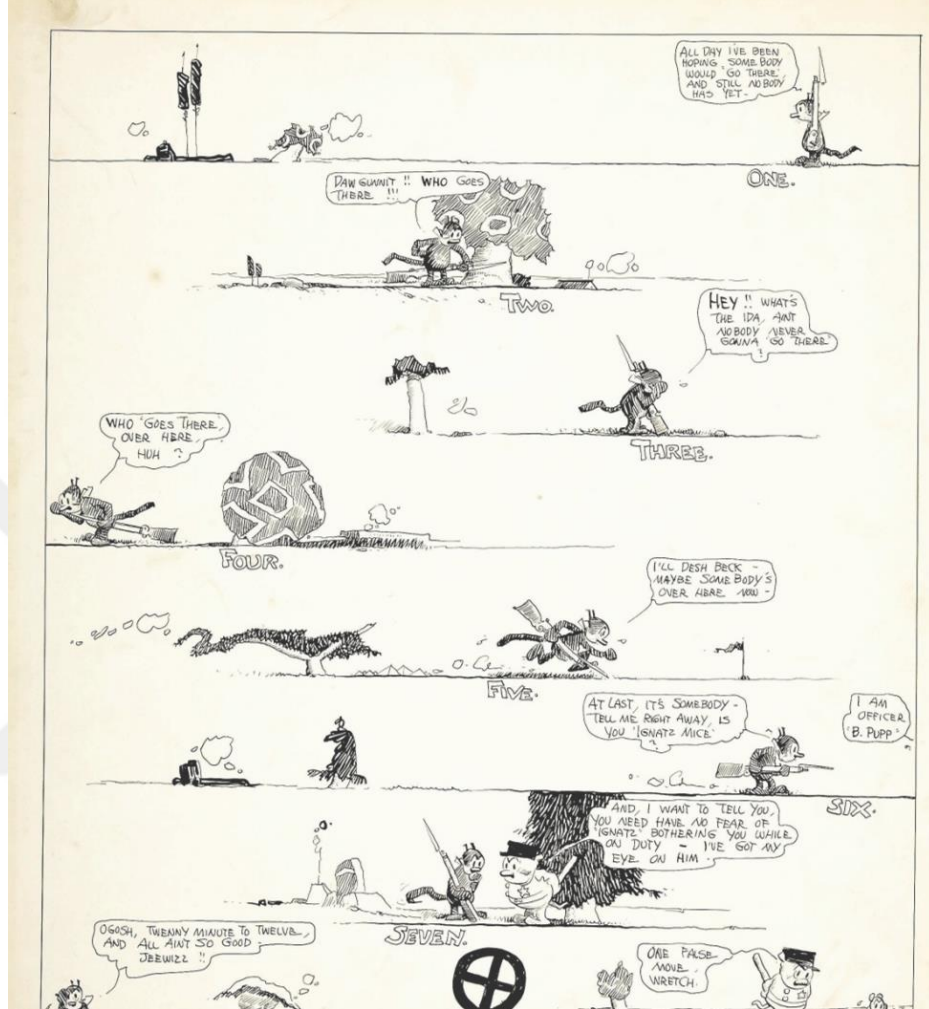 ALL DAY I'VE BEEN
HOPING, SOME BODY
WOULD 'GO THERE',
AND STILL NOBODY
HAS YET -
ONE.
DAW GUNNIT !! WHO GOES
THERE !!!
TWO.
HEY !! WHAT'S
THE IDA, AINT
NOBODY NEVER
GONNA 'GO THERE'
?
THREE.
WHO 'GOES THERE'
OVER HERE,
HUH ?
FOUR.
I'LL DESH BECK -
MAYBE SOME BODY'S
OVER HERE NOW -
FIVE.
AT LAST, IT'S SOMEBODY -
TELL ME RIGHT AWAY, IS
YOU 'IGNATZ MICE'
?
I AM
OFFICER
'B. PUPP'
SIX.
AND, I WANT TO TELL YOU,
YOU NEED HAVE NO FEAR OF
'IGNATZ' BOTHERING YOU WHILE
ON DUTY - I'VE GOT MY
EYE ON HIM -
SEVEN.
OGOSH, TWENNY MINUTE TO TWELVE,
AND ALL AINT SO GOOD -
JEEWIZZ !!
ONE FALSE
MOVE,
WRETCH.